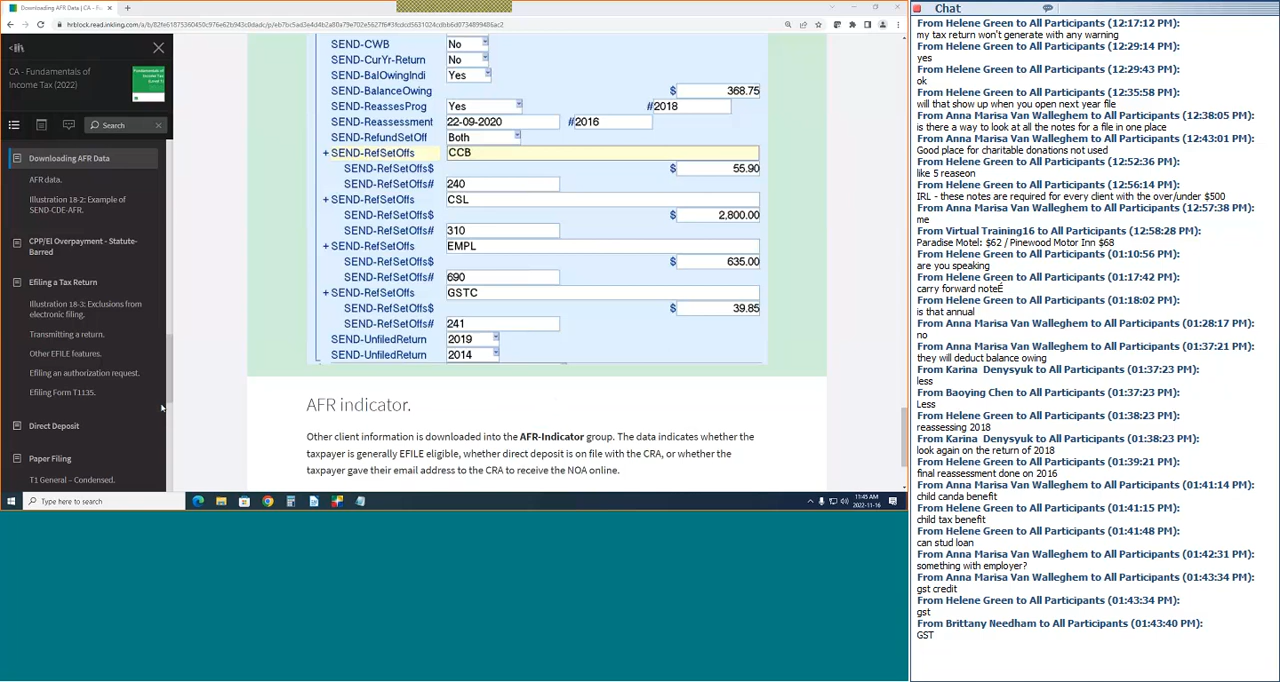 Downloading AFR Data | CA - Fu
hrblock.read.inkling.com/a/b/82fe61875360450c976e62b943c0dadc/p/eb7bc5ad3e4d4b2a80a79e702e5627f6#3fcdcd5631024cdbb6d0734899486ac2
CA - Fundamentals of
Income Tax (2022)
Search
Downloading AFR Data
AFR data.
Illustration 18-2: Example of
SEND-CDE-AFR.
CPP/EI Overpayment - Statute-
Barred
Efiling a Tax Return
Illustration 18-3: Exclusions from
electronic filing.
Transmitting a return.
Other EFILE features.
Efiling an authorization request.
Efiling Form T1135.
Direct Deposit
Paper Filing
T1 General – Condensed.
SEND-CWB No
SEND-CurYr-Return No
SEND-BalOwingIndi Yes
SEND-BalanceOwing $ 368.75
SEND-ReassesProg Yes #2018
SEND-Reassessment 22-09-2020 #2016
SEND-RefundSetOff Both
+ SEND-RefSetOffs CCB
SEND-RefSetOffs$ $ 55.90
SEND-RefSetOffs# 240
+ SEND-RefSetOffs CSL
SEND-RefSetOffs$ $ 2,800.00
SEND-RefSetOffs# 310
+ SEND-RefSetOffs EMPL
SEND-RefSetOffs$ $ 635.00
SEND-RefSetOffs# 690
+ SEND-RefSetOffs GSTC
SEND-RefSetOffs$ $ 39.85
SEND-RefSetOffs# 241
SEND-UnfiledReturn 2019
SEND-UnfiledReturn 2014
AFR indicator.
Other client information is downloaded into the AFR-Indicator group. The data indicates whether the
taxpayer is generally EFILE eligible, whether direct deposit is on file with the CRA, or whether the
taxpayer gave their email address to the CRA to receive the NOA online.
Type here to search
11:45 AM
2022-11-16
Chat
From Helene Green to All Participants (12:17:12 PM):
my tax return won't generate with any warning
From Helene Green to All Participants (12:29:14 PM):
yes
From Helene Green to All Participants (12:29:43 PM):
ok
From Helene Green to All Participants (12:35:58 PM):
will that show up when you open next year file
From Anna Marisa Van Walleghem to All Participants (12:38:05 PM):
is there a way to look at all the notes for a file in one place
From Anna Marisa Van Walleghem to All Participants (12:43:01 PM):
Good place for charitable donations not used
From Helene Green to All Participants (12:52:36 PM):
like 5 reaseon
From Helene Green to All Participants (12:56:14 PM):
IRL - these notes are required for every client with the over/under $500
From Anna Marisa Van Walleghem to All Participants (12:57:38 PM):
me
From Virtual Training16 to All Participants (12:58:28 PM):
Paradise Motel: $62 / Pinewood Motor Inn $68
From Helene Green to All Participants (01:10:56 PM):
are you speaking
From Helene Green to All Participants (01:17:42 PM):
carry forward noteÉ
From Helene Green to All Participants (01:18:02 PM):
is that annual
From Anna Marisa Van Walleghem to All Participants (01:28:17 PM):
no
From Anna Marisa Van Walleghem to All Participants (01:37:21 PM):
they will deduct balance owing
From Karina Denysyuk to All Participants (01:37:23 PM):
less
From Baoying Chen to All Participants (01:37:23 PM):
Less
From Helene Green to All Participants (01:38:23 PM):
reassessing 2018
From Karina Denysyuk to All Participants (01:38:23 PM):
look again on the return of 2018
From Helene Green to All Participants (01:39:21 PM):
final reassessment done on 2016
From Anna Marisa Van Walleghem to All Participants (01:41:14 PM):
child canda benefit
From Helene Green to All Participants (01:41:15 PM):
child tax benefit
From Helene Green to All Participants (01:41:48 PM):
can stud loan
From Anna Marisa Van Walleghem to All Participants (01:42:31 PM):
something with employer?
From Anna Marisa Van Walleghem to All Participants (01:43:34 PM):
gst credit
From Helene Green to All Participants (01:43:34 PM):
gst
From Brittany Needham to All Participants (01:43:40 PM):
GST